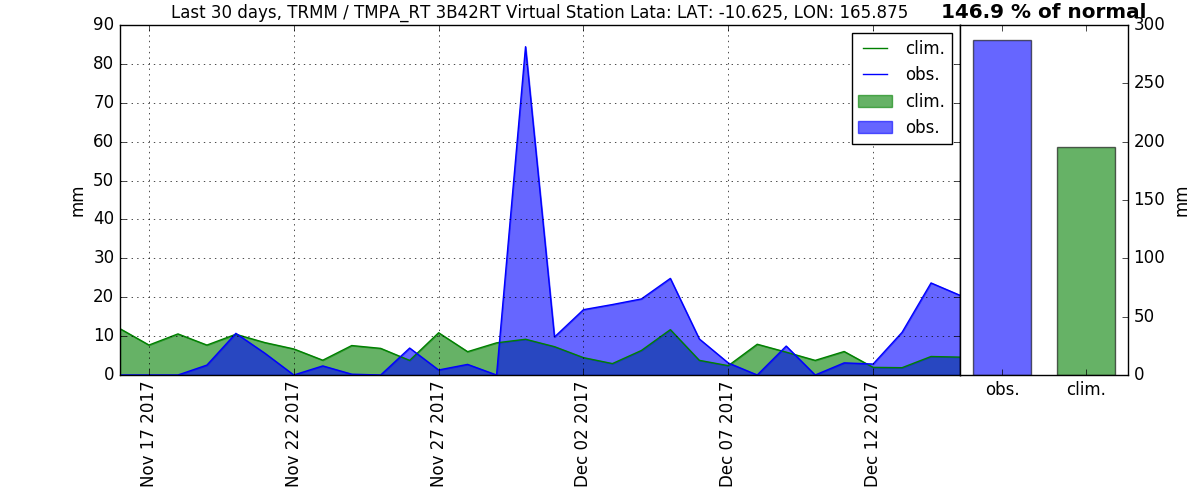 Last 30 days, TRMM / TMPA_RT 3B42RT Virtual Station Lata: LAT: -10.625, LON: 165.875
146.9 % of normal
90
80
70
60
50
40
30
20
10
0
mm
clim.
obs.
clim.
obs.
Nov 17 2017
Nov 22 2017
Nov 27 2017
Dec 02 2017
Dec 07 2017
Dec 12 2017
300
250
200
150
100
50
0
mm
obs.
clim.